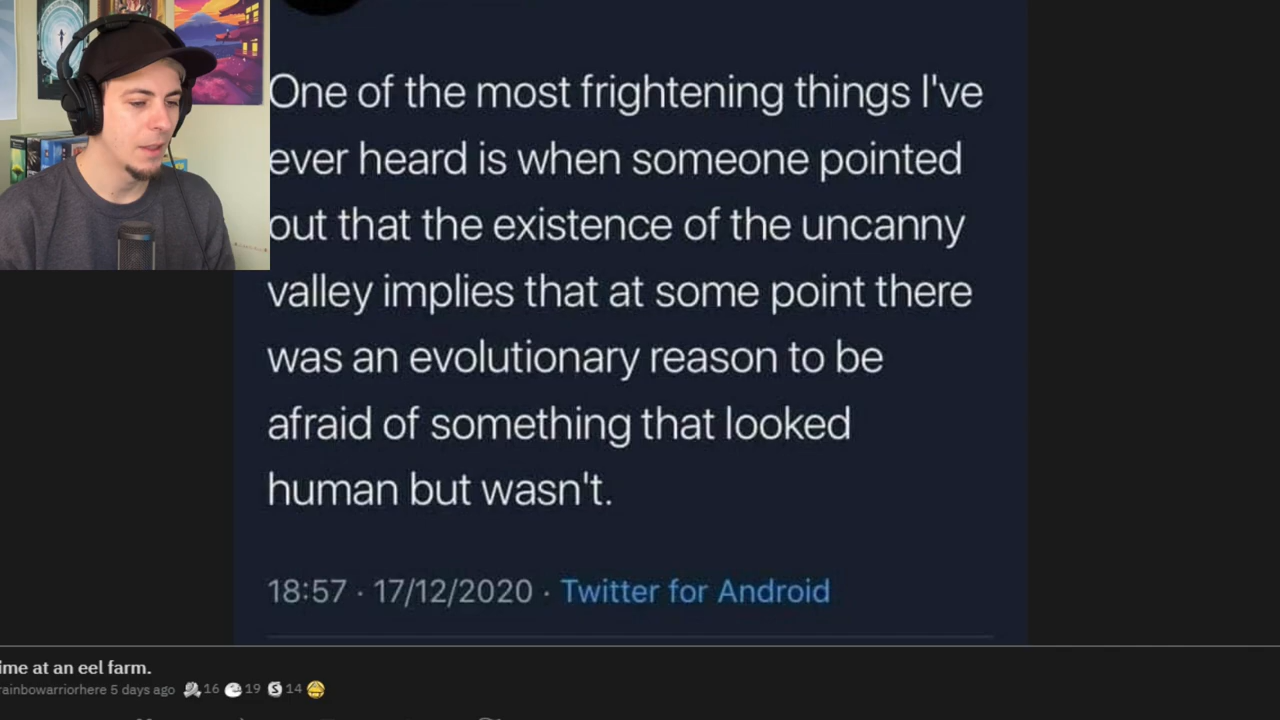 One of the most frightening things I've
ever heard is when someone pointed
out that the existence of the uncanny
valley implies that at some point there
was an evolutionary reason to be
afraid of something that looked
human but wasn't.
18:57 · 17/12/2020 · Twitter for Android
ime at an eel farm.
rainbowarriorhere 5 days ago 16 19 S 14